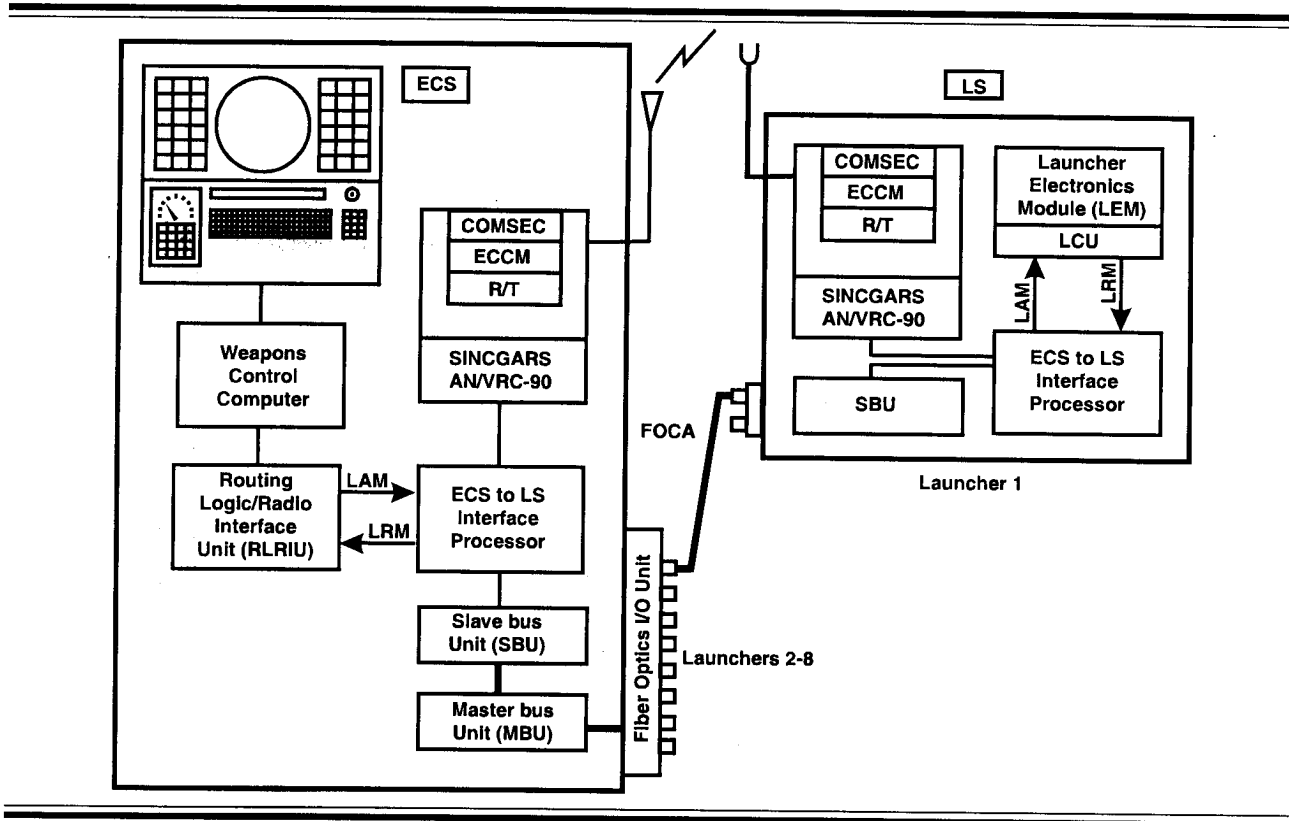 ECS
COMSEC
ECCM
R/T
SINCGARS
AN/VRC-90
Weapons
Control
Computer
Routing
Logic/Radio
Interface
Unit (RLRIU)
LAM
LRM
ECS to LS
Interface
Processor
Slave bus
Unit (SBU)
Master bus
Unit (MBU)
Fiber Optics I/O Unit
FOCA
Launchers 2-8
LS
COMSEC
ECCM
R/T
SINCGARS
AN/VRC-90
SBU
Launcher
Electronics
Module (LEM)
LCU
LAM
LRM
ECS to LS
Interface
Processor
Launcher 1